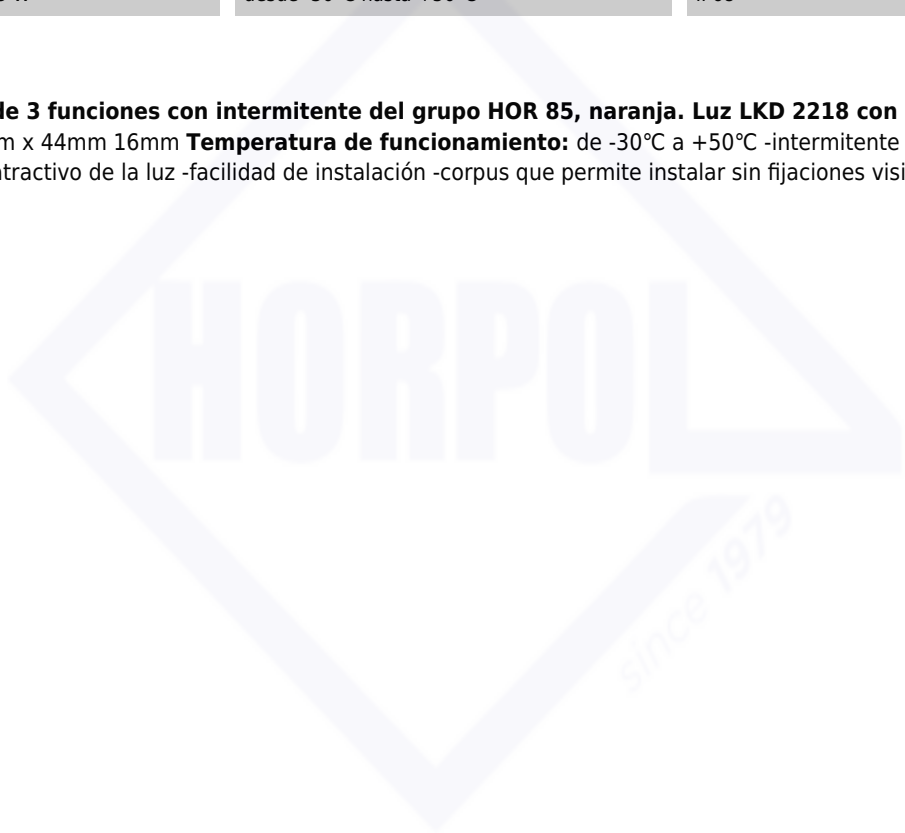 de 3 funciones con intermitente del grupo HOR 85, naranja. Luz LKD 2218 con
m x 44mm 16mm Temperatura de funcionamiento: de -30°C a +50°C -intermitente
atractivo de la luz -facilidad de instalación -corpus que permite instalar sin fijaciones visi
HORPOL
since 1979